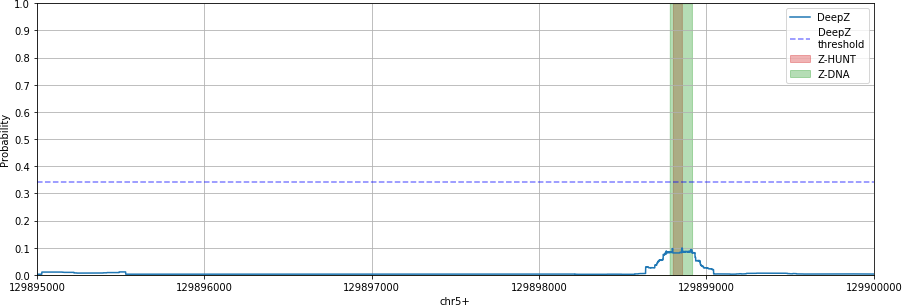 1.0
0.9
0.8
0.7
0.6
0.5
0.4
0.3
0.2
0.1
0.0
Probability
129895000 129896000 129897000 129898000 129899000 129900000
chr5+
DeepZ
DeepZ
threshold
Z-HUNT
Z-DNA